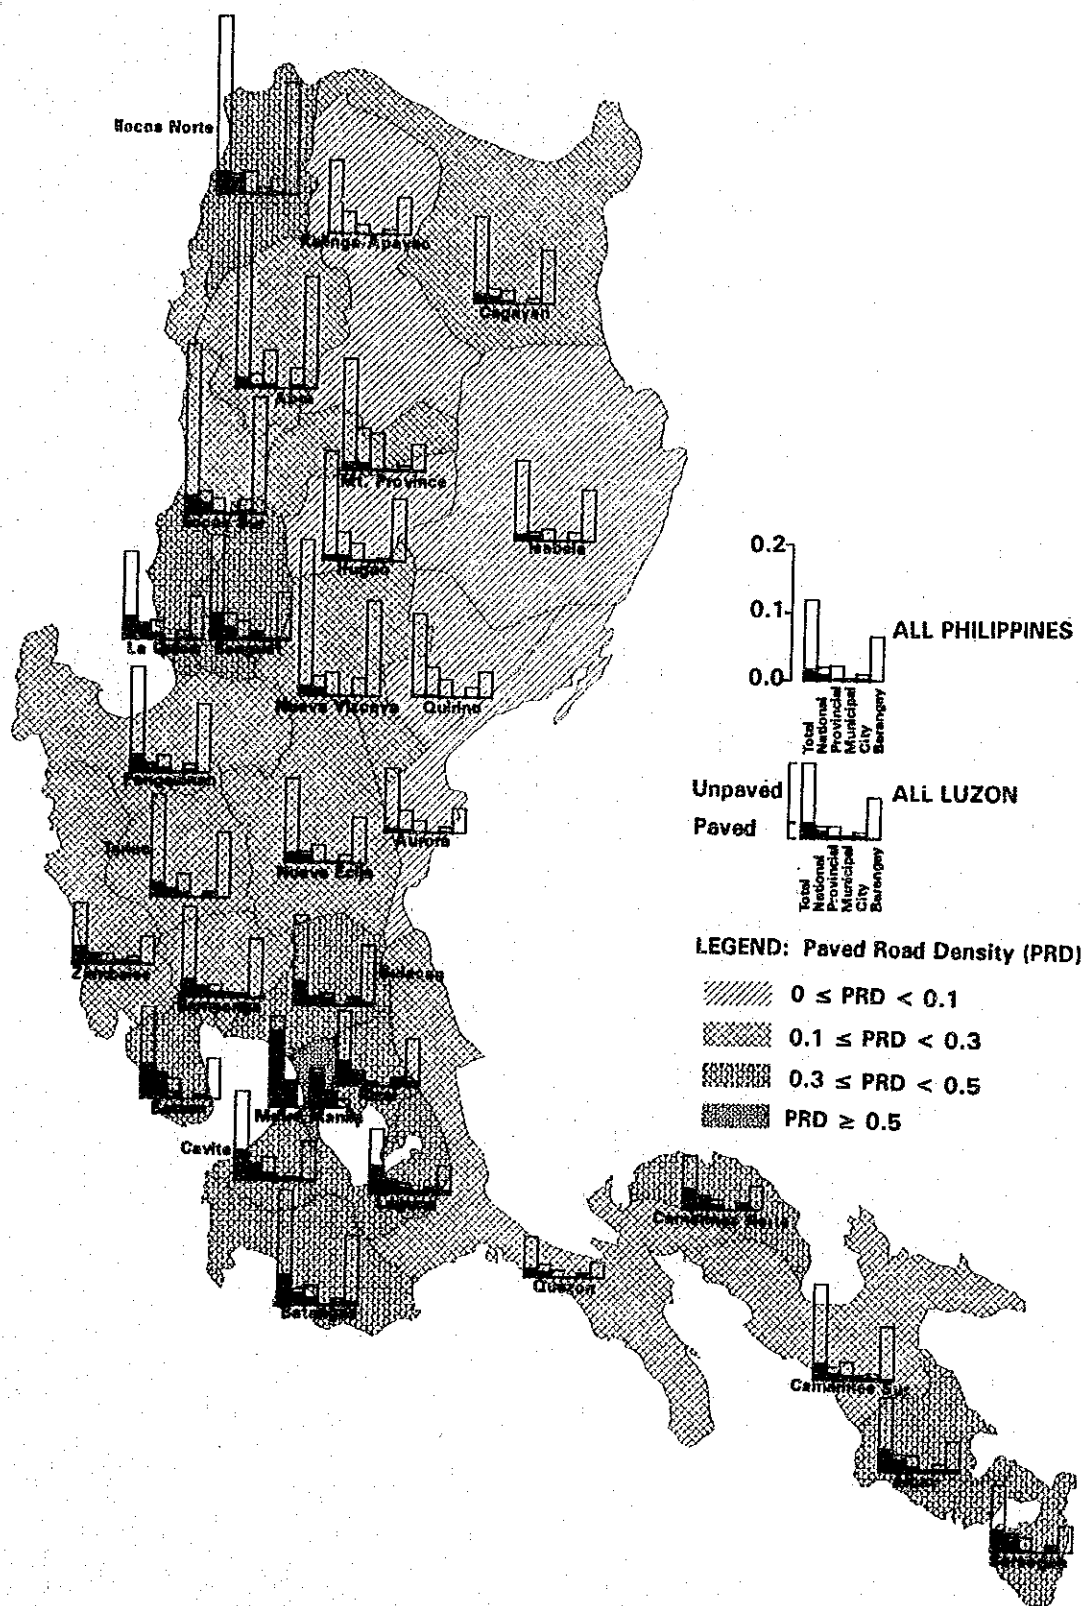 Ilocos Norte
Kalinga-Apayao
Cagayan
Abra
Mt. Province
Ilocos Sur
Isabela
Ifugao
La Union
Benguet
Nueva Vizcaya
Quirino
Pangasinan
Aurora
Tarlac
Nueva Ecija
Zambales
Pampanga
Bulacan
Bataan
Rizal
Metro Manila
Cavite
Laguna
Batangas
Quezon
Camarines Norte
Camarines Sur
Albay
Sorsogon
0.2
0.1
0.0
ALL PHILIPPINES
Total
National
Provincial
Municipal
City
Barangay
Unpaved
Paved
ALL LUZON
Total
National
Provincial
Municipal
City
Barangay
LEGEND: Paved Road Density (PRD)
0 ≤ PRD < 0.1
0.1 ≤ PRD < 0.3
0.3 ≤ PRD < 0.5
PRD ≥ 0.5